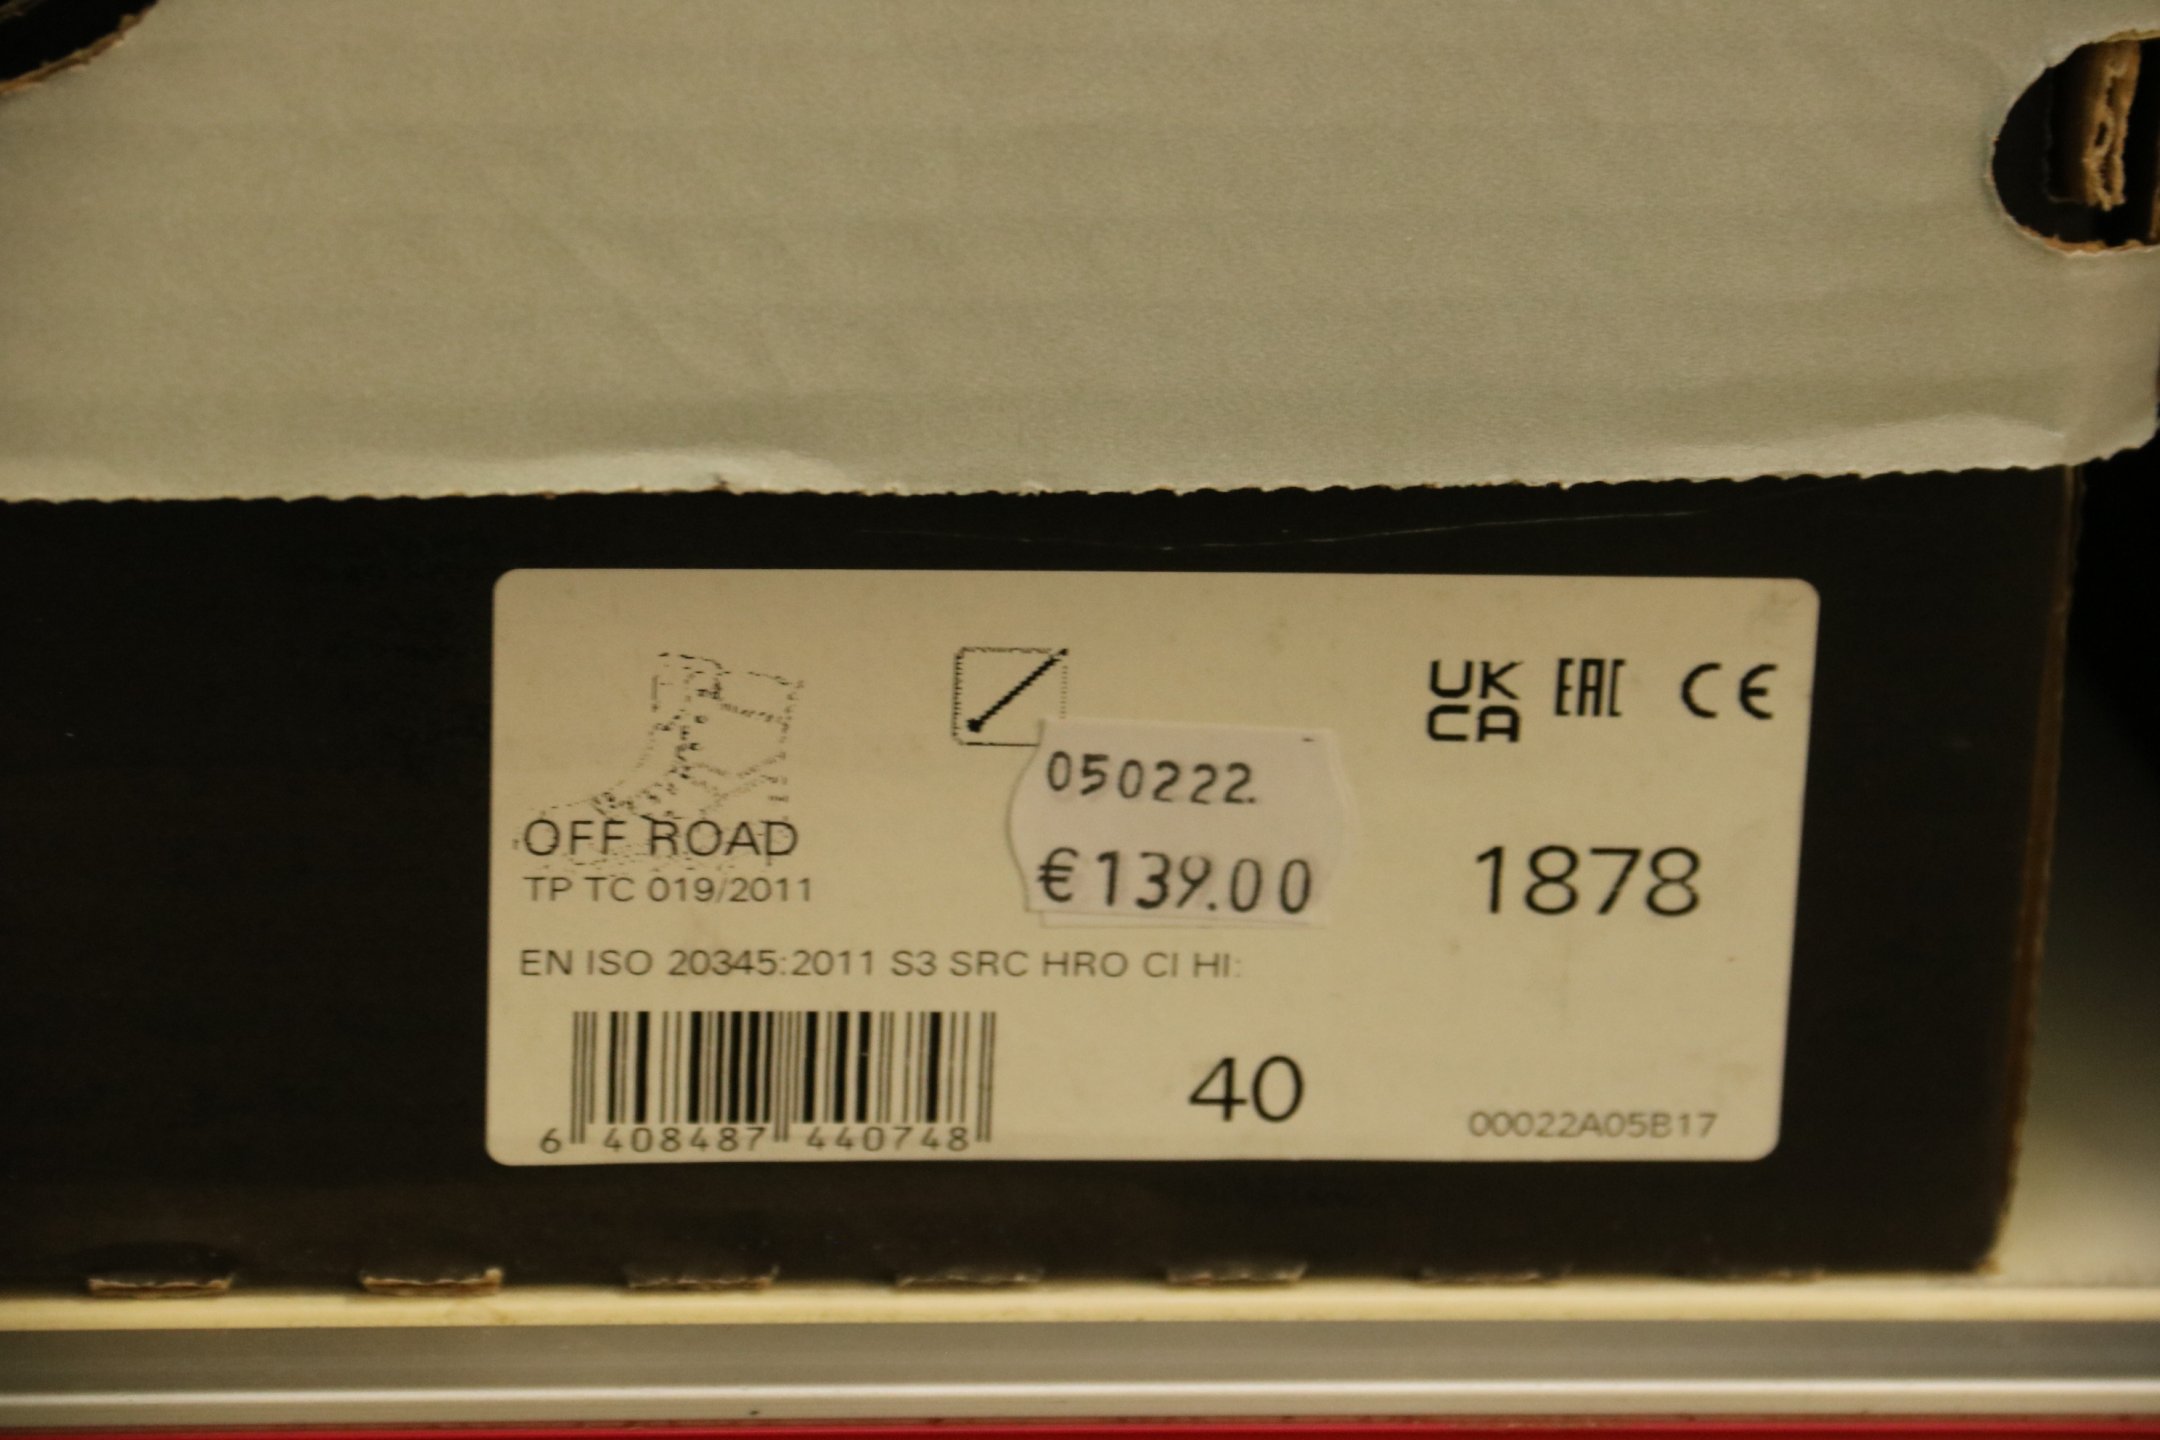 UK
CA
EAC
CE
050222.
€139.00
OFF ROAD
1878
TP TC 019/2011
EN ISO 20345:2011 S3 SRC HRO CI HI:
40
00022A05B17
6 408487 440748